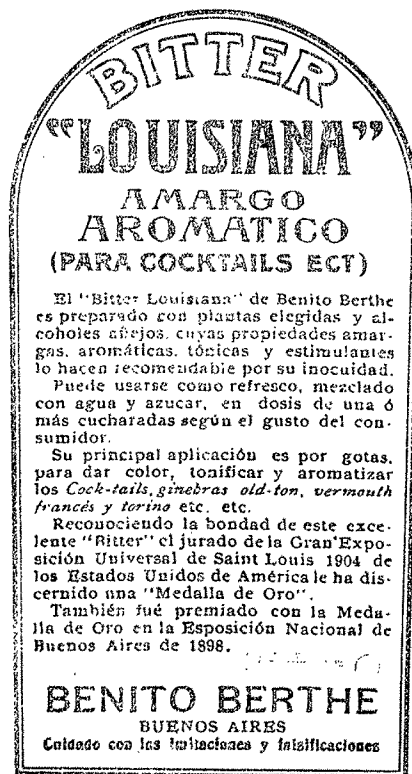 BITTER
"LOUISIANA"
AMARGO
AROMATICO
(PARA COCKTAILS ECT)
El "Bitter Louisiana" de Benito Berthe
es preparado con plantas elegidas y al-
coholes añejos, cuyas propiedades amar-
gas, aromáticas, tónicas y estimulantes
lo hacen recomendable por su inocuidad.
Puede usarse como refresco, mezclado
con agua y azucar, en dosis de una ó
más cucharadas según el gusto del con-
sumidor.
Su principal aplicación es por gotas,
para dar color, tonificar y aromatizar
los Cock-tails, ginebras old-ton, vermouth
francés y torino etc, etc.
Reconociendo la bondad de este exce-
lente "Bitter" el jurado de la Gran Expo-
sición Universal de Saint Louis 1904 de
los Estados Unidos de América le ha dis-
cernido una "Medalla de Oro".
También fué premiado con la Meda-
lla de Oro en la Esposición Nacional de
Buenos Aires de 1898.
BENITO BERTHE
BUENOS AIRES
Cuidado con las imitaciones y falsificaciones